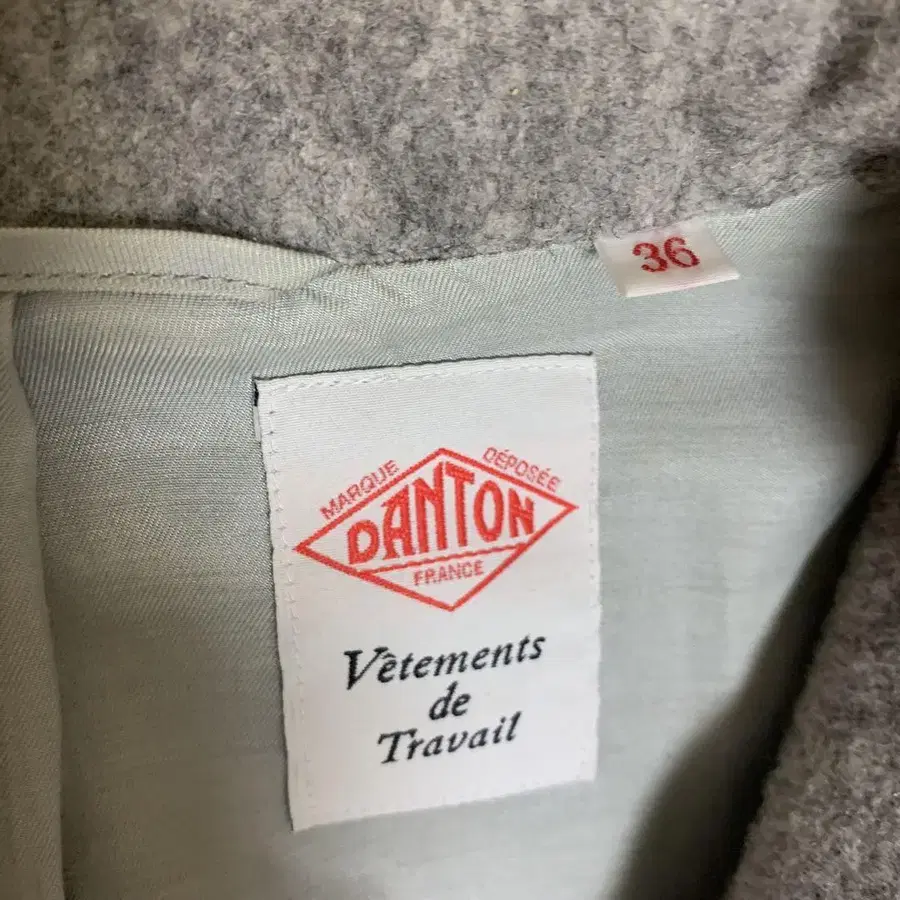 36
MARQUE DÉPOSÉE
DANTON
FRANCE
Vêtements
de
Travail